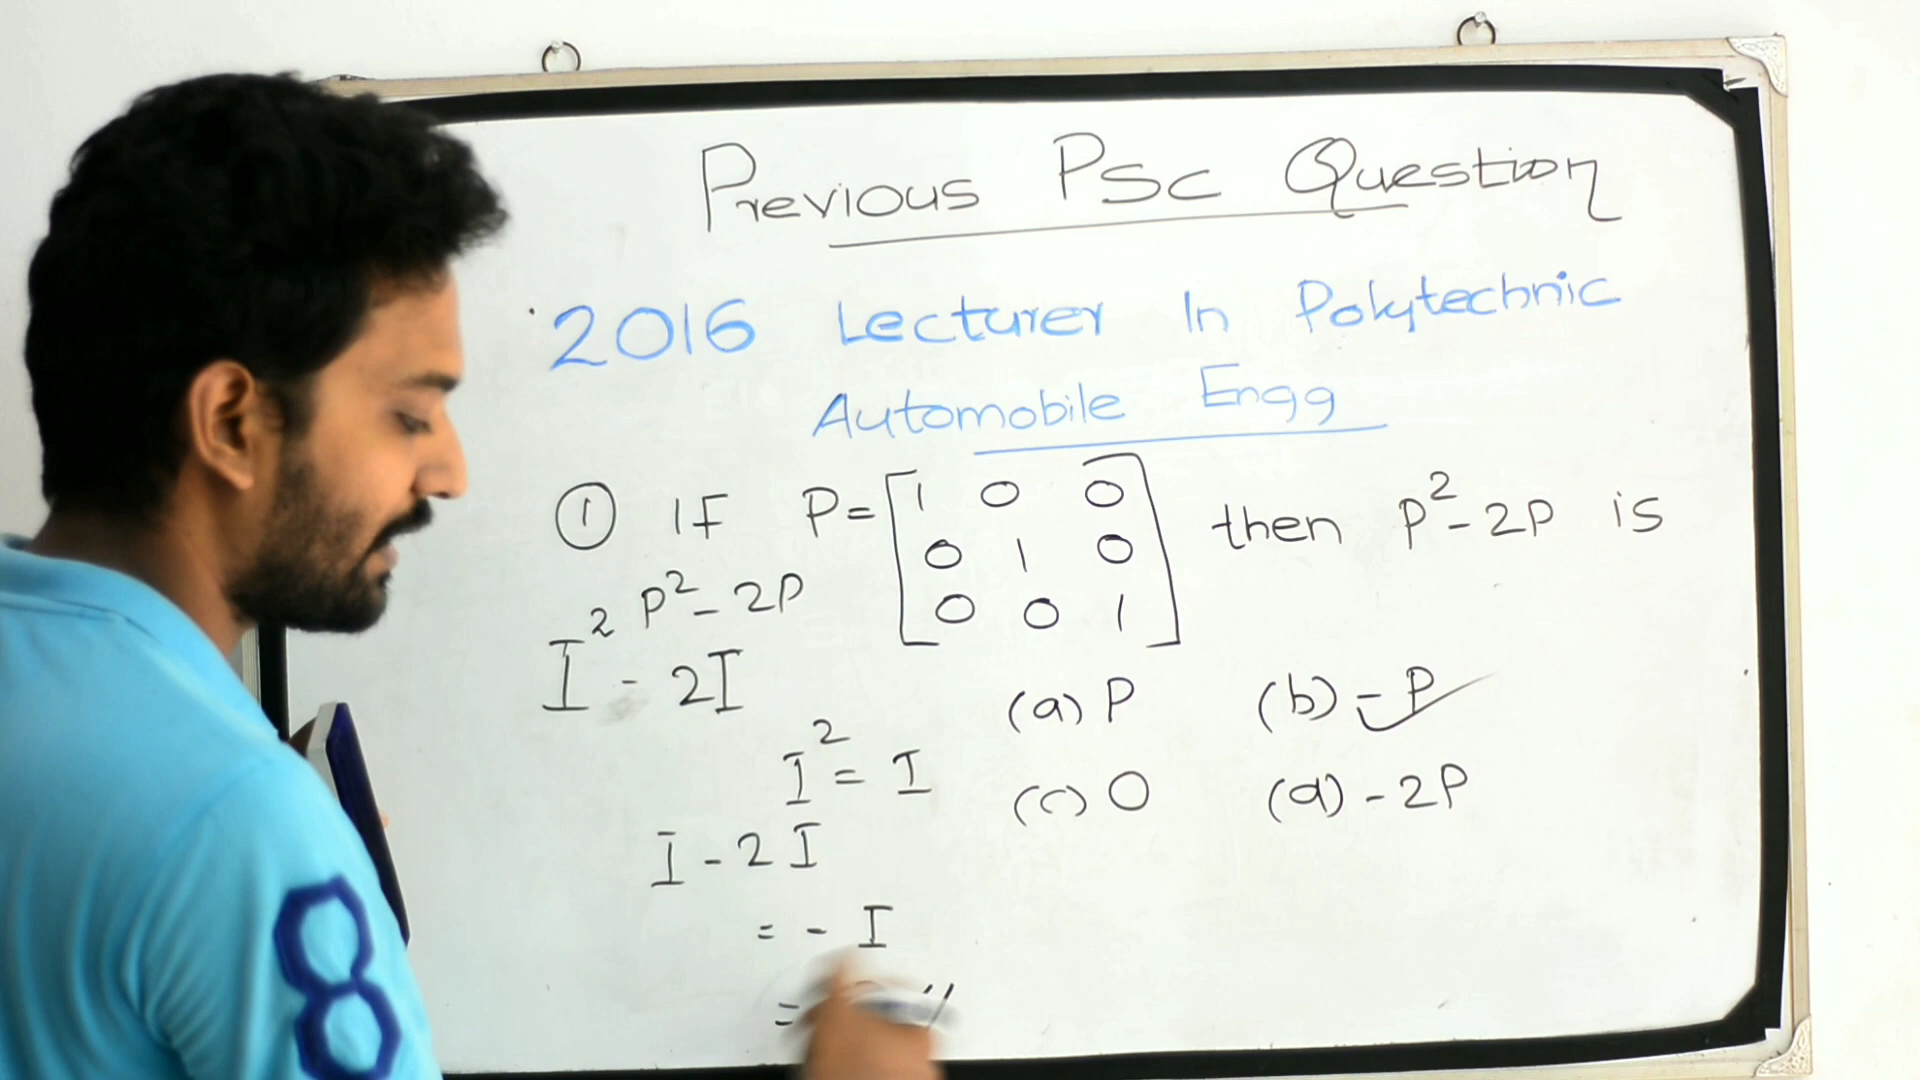 Previous PSC Question
2016 Lecturer In Polytechnic
Automobile Engg
① IF P = [1 0 0 then P² - 2P is
0 1 0
0 0 1]
P² - 2P
I² - 2I
(a) P (b) - P
I² = I
(c) O (d) - 2P
I - 2I
= - I
=
8